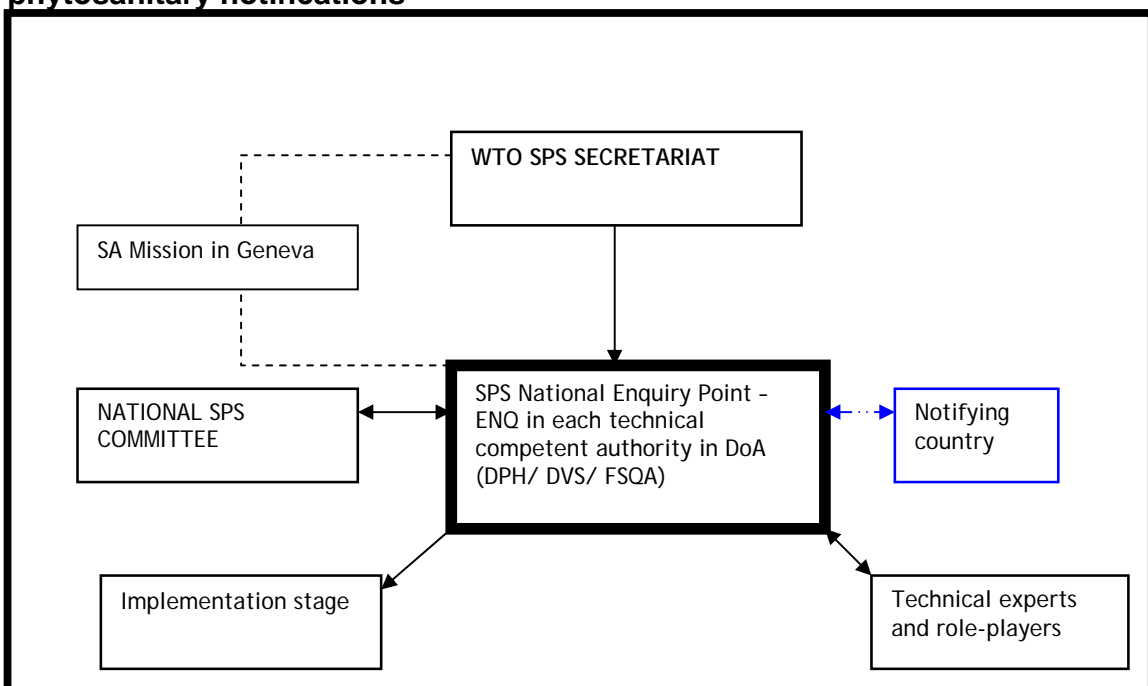 phytosanitary notifications
WTO SPS SECRETARIAT
SA Mission in Geneva
NATIONAL SPS
COMMITTEE
SPS National Enquiry Point –
ENQ in each technical
competent authority in DoA
(DPH/ DVS/ FSQA)
Notifying
country
Implementation stage
Technical experts
and role-players